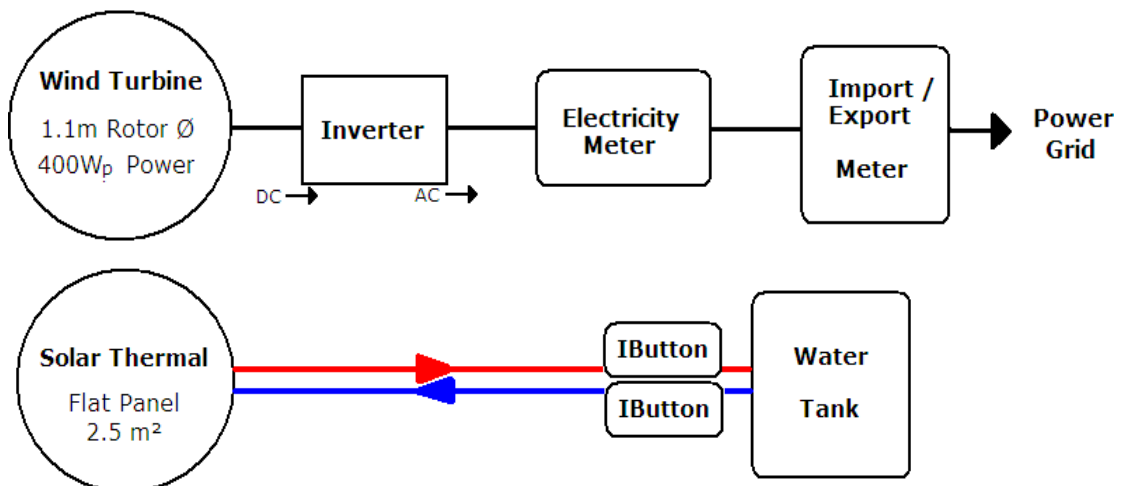 Wind Turbine
1.1m Rotor Ø
400Wp Power
Inverter
DC
AC
Electricity
Meter
Import /
Export
Meter
Power
Grid
Solar Thermal
Flat Panel
2.5 m²
IButton
IButton
Water
Tank